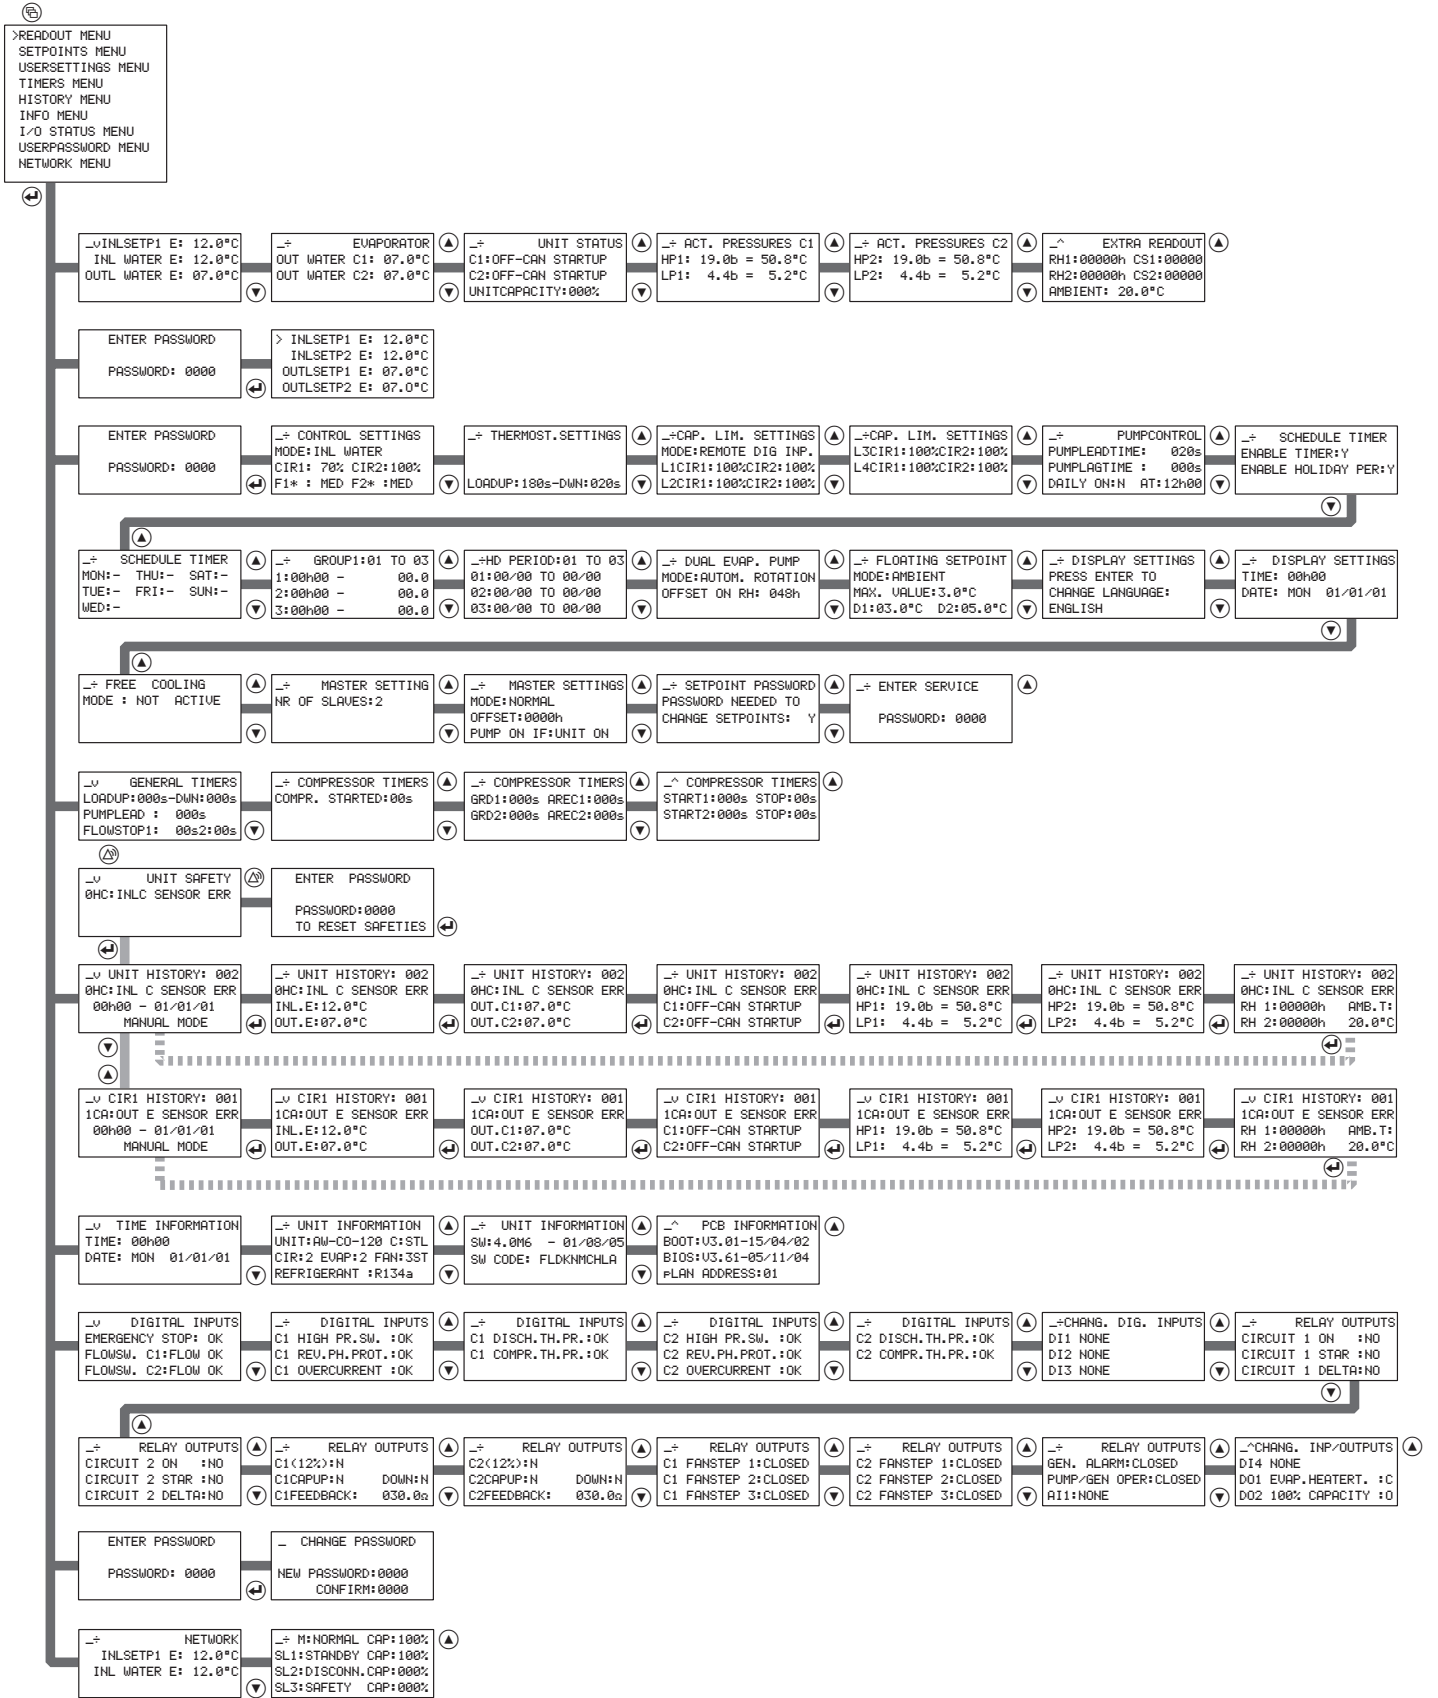 >READOUT MENU
SETPOINTS MENU
USERSETTINGS MENU
TIMERS MENU
HISTORY MENU
INFO MENU
I/O STATUS MENU
USERPASSWORD MENU
NETWORK MENU
_vINLSETP1 E: 12.0°C
INL WATER E: 12.0°C
OUTL WATER E: 07.0°C
_÷ EVAPORATOR
OUT WATER C1: 07.0°C
OUT WATER C2: 07.0°C
_÷ UNIT STATUS
C1:OFF-CAN STARTUP
C2:OFF-CAN STARTUP
UNITCAPACITY:000%
_÷ ACT. PRESSURES C1
HP1: 19.0b = 50.8°C
LP1: 4.4b = 5.2°C
_÷ ACT. PRESSURES C2
HP2: 19.0b = 50.8°C
LP2: 4.4b = 5.2°C
_^ EXTRA READOUT
RH1:00000h CS1:00000
RH2:00000h CS2:00000
AMBIENT: 20.0°C
ENTER PASSWORD
PASSWORD: 0000
> INLSETP1 E: 12.0°C
INLSETP2 E: 12.0°C
OUTLSETP1 E: 07.0°C
OUTLSETP2 E: 07.0°C
ENTER PASSWORD
PASSWORD: 0000
_÷ CONTROL SETTINGS
MODE:INL WATER
CIR1: 70% CIR2:100%
F1* : MED F2* :MED
_÷ THERMOST.SETTINGS
LOADUP:180s-DWN:020s
_÷CAP. LIM. SETTINGS
MODE:REMOTE DIG INP.
L1CIR1:100%CIR2:100%
L2CIR1:100%CIR2:100%
_÷CAP. LIM. SETTINGS
L3CIR1:100%CIR2:100%
L4CIR1:100%CIR2:100%
_÷ PUMPCONTROL
PUMPLEADTIME: 020s
PUMPLAGTIME : 000s
DAILY ON:N AT:12h00
_÷ SCHEDULE TIMER
ENABLE TIMER:Y
ENABLE HOLIDAY PER:Y
_÷ SCHEDULE TIMER
MON:- THU:- SAT:-
TUE:- FRI:- SUN:-
WED:-
_÷ GROUP1:01 TO 03
1:00h00 - 00.0
2:00h00 - 00.0
3:00h00 - 00.0
_÷HD PERIOD:01 TO 03
01:00/00 TO 00/00
02:00/00 TO 00/00
03:00/00 TO 00/00
_÷ DUAL EVAP. PUMP
MODE:AUTOM. ROTATION
OFFSET ON RH: 048h
_÷ FLOATING SETPOINT
MODE:AMBIENT
MAX. VALUE:3.0°C
D1:03.0°C D2:05.0°C
_÷ DISPLAY SETTINGS
PRESS ENTER TO
CHANGE LANGUAGE:
ENGLISH
_÷ DISPLAY SETTINGS
TIME: 00h00
DATE: MON 01/01/01
_÷ FREE COOLING
MODE : NOT ACTIVE
_÷ MASTER SETTING
NR OF SLAVES:2
_÷ MASTER SETTINGS
MODE:NORMAL
OFFSET:0000h
PUMP ON IF:UNIT ON
_÷ SETPOINT PASSWORD
PASSWORD NEEDED TO
CHANGE SETPOINTS: Y
_÷ ENTER SERVICE
PASSWORD: 0000
_v GENERAL TIMERS
LOADUP:000s-DWN:000s
PUMPLEAD : 000s
FLOWSTOP1: 00s2:00s
_÷ COMPRESSOR TIMERS
COMPR. STARTED:00s
_÷ COMPRESSOR TIMERS
GRD1:000s AREC1:000s
GRD2:000s AREC2:000s
_^ COMPRESSOR TIMERS
START1:000s STOP:00s
START2:000s STOP:00s
_v UNIT SAFETY
0HC:INLC SENSOR ERR
ENTER PASSWORD
PASSWORD:0000
TO RESET SAFETIES
_v UNIT HISTORY: 002
0HC:INL C SENSOR ERR
00h00 - 01/01/01
MANUAL MODE
_÷ UNIT HISTORY: 002
0HC:INL C SENSOR ERR
INL.E:12.0°C
OUT.E:07.0°C
_÷ UNIT HISTORY: 002
0HC:INL C SENSOR ERR
OUT.C1:07.0°C
OUT.C2:07.0°C
_÷ UNIT HISTORY: 002
0HC:INL C SENSOR ERR
C1:OFF-CAN STARTUP
C2:OFF-CAN STARTUP
_÷ UNIT HISTORY: 002
0HC:INL C SENSOR ERR
HP1: 19.0b = 50.8°C
LP1: 4.4b = 5.2°C
_÷ UNIT HISTORY: 002
0HC:INL C SENSOR ERR
HP2: 19.0b = 50.8°C
LP2: 4.4b = 5.2°C
_÷ UNIT HISTORY: 002
0HC:INL C SENSOR ERR
RH 1:00000h AMB.T:
RH 2:00000h 20.0°C
_v CIR1 HISTORY: 001
1CA:OUT E SENSOR ERR
00h00 - 01/01/01
MANUAL MODE
_v CIR1 HISTORY: 001
1CA:OUT E SENSOR ERR
INL.E:12.0°C
OUT.E:07.0°C
_v CIR1 HISTORY: 001
1CA:OUT E SENSOR ERR
OUT.C1:07.0°C
OUT.C2:07.0°C
_v CIR1 HISTORY: 001
1CA:OUT E SENSOR ERR
C1:OFF-CAN STARTUP
C2:OFF-CAN STARTUP
_v CIR1 HISTORY: 001
1CA:OUT E SENSOR ERR
HP1: 19.0b = 50.8°C
LP1: 4.4b = 5.2°C
_v CIR1 HISTORY: 001
1CA:OUT E SENSOR ERR
HP2: 19.0b = 50.8°C
LP2: 4.4b = 5.2°C
_v CIR1 HISTORY: 001
1CA:OUT E SENSOR ERR
RH 1:00000h AMB.T:
RH 2:00000h 20.0°C
_v TIME INFORMATION
TIME: 00h00
DATE: MON 01/01/01
_÷ UNIT INFORMATION
UNIT:AW-CO-120 C:STL
CIR:2 EVAP:2 FAN:3ST
REFRIGERANT :R134a
_÷ UNIT INFORMATION
SW:4.0M6 - 01/08/05
SW CODE: FLDKNMCHLA
_^ PCB INFORMATION
BOOT:V3.01-15/04/02
BIOS:V3.61-05/11/04
pLAN ADDRESS:01
_v DIGITAL INPUTS
EMERGENCY STOP: OK
FLOWSW. C1:FLOW OK
FLOWSW. C2:FLOW OK
_÷ DIGITAL INPUTS
C1 HIGH PR.SW. :OK
C1 REV.PH.PROT.:OK
C1 OVERCURRENT :OK
_÷ DIGITAL INPUTS
C1 DISCH.TH.PR.:OK
C1 COMPR.TH.PR.:OK
_÷ DIGITAL INPUTS
C2 HIGH PR.SW. :OK
C2 REV.PH.PROT.:OK
C2 OVERCURRENT :OK
_÷ DIGITAL INPUTS
C2 DISCH.TH.PR.:OK
C2 COMPR.TH.PR.:OK
_÷CHANG. DIG. INPUTS
DI1 NONE
DI2 NONE
DI3 NONE
_÷ RELAY OUTPUTS
CIRCUIT 1 ON :NO
CIRCUIT 1 STAR :NO
CIRCUIT 1 DELTA:NO
_÷ RELAY OUTPUTS
CIRCUIT 2 ON :NO
CIRCUIT 2 STAR :NO
CIRCUIT 2 DELTA:NO
_÷ RELAY OUTPUTS
C1(12%):N
C1CAPUP:N DOWN:N
C1FEEDBACK: 030.0Ω
_÷ RELAY OUTPUTS
C2(12%):N
C2CAPUP:N DOWN:N
C2FEEDBACK: 030.0Ω
_÷ RELAY OUTPUTS
C1 FANSTEP 1:CLOSED
C1 FANSTEP 2:CLOSED
C1 FANSTEP 3:CLOSED
_÷ RELAY OUTPUTS
C2 FANSTEP 1:CLOSED
C2 FANSTEP 2:CLOSED
C2 FANSTEP 3:CLOSED
_÷ RELAY OUTPUTS
GEN. ALARM:CLOSED
PUMP/GEN OPER:CLOSED
AI1:NONE
_^CHANG. INP/OUTPUTS
DI4 NONE
DO1 EVAP.HEATERT. :C
DO2 100% CAPACITY :O
ENTER PASSWORD
PASSWORD: 0000
_ CHANGE PASSWORD
NEW PASSWORD:0000
CONFIRM:0000
_÷ NETWORK
INLSETP1 E: 12.0°C
INL WATER E: 12.0°C
_÷ M:NORMAL CAP:100%
SL1:STANDBY CAP:100%
SL2:DISCONN.CAP:000%
SL3:SAFETY CAP:000%